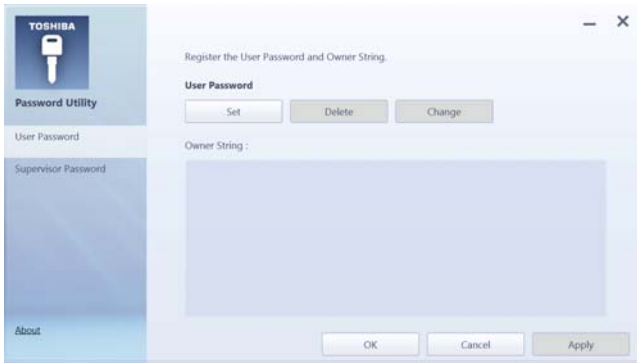 TOSHIBA
Password Utility
User Password
Supervisor Password
About
Register the User Password and Owner String.
User Password
Set Delete Change
Owner String :
OK Cancel Apply